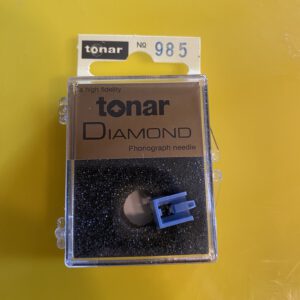 tonar No 985
a high fidelity
tonar
DIAMOND
Phonograph needle